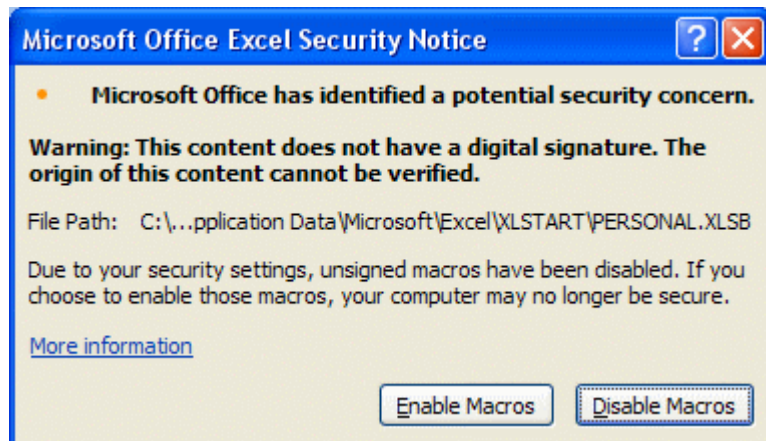 Microsoft Office Excel Security Notice
Microsoft Office has identified a potential security concern.
Warning: This content does not have a digital signature. The
origin of this content cannot be verified.
File Path: C:\...pplication Data\Microsoft\Excel\XLSTART\PERSONAL.XLSB
Due to your security settings, unsigned macros have been disabled. If you
choose to enable those macros, your computer may no longer be secure.
More information
Enable Macros Disable Macros